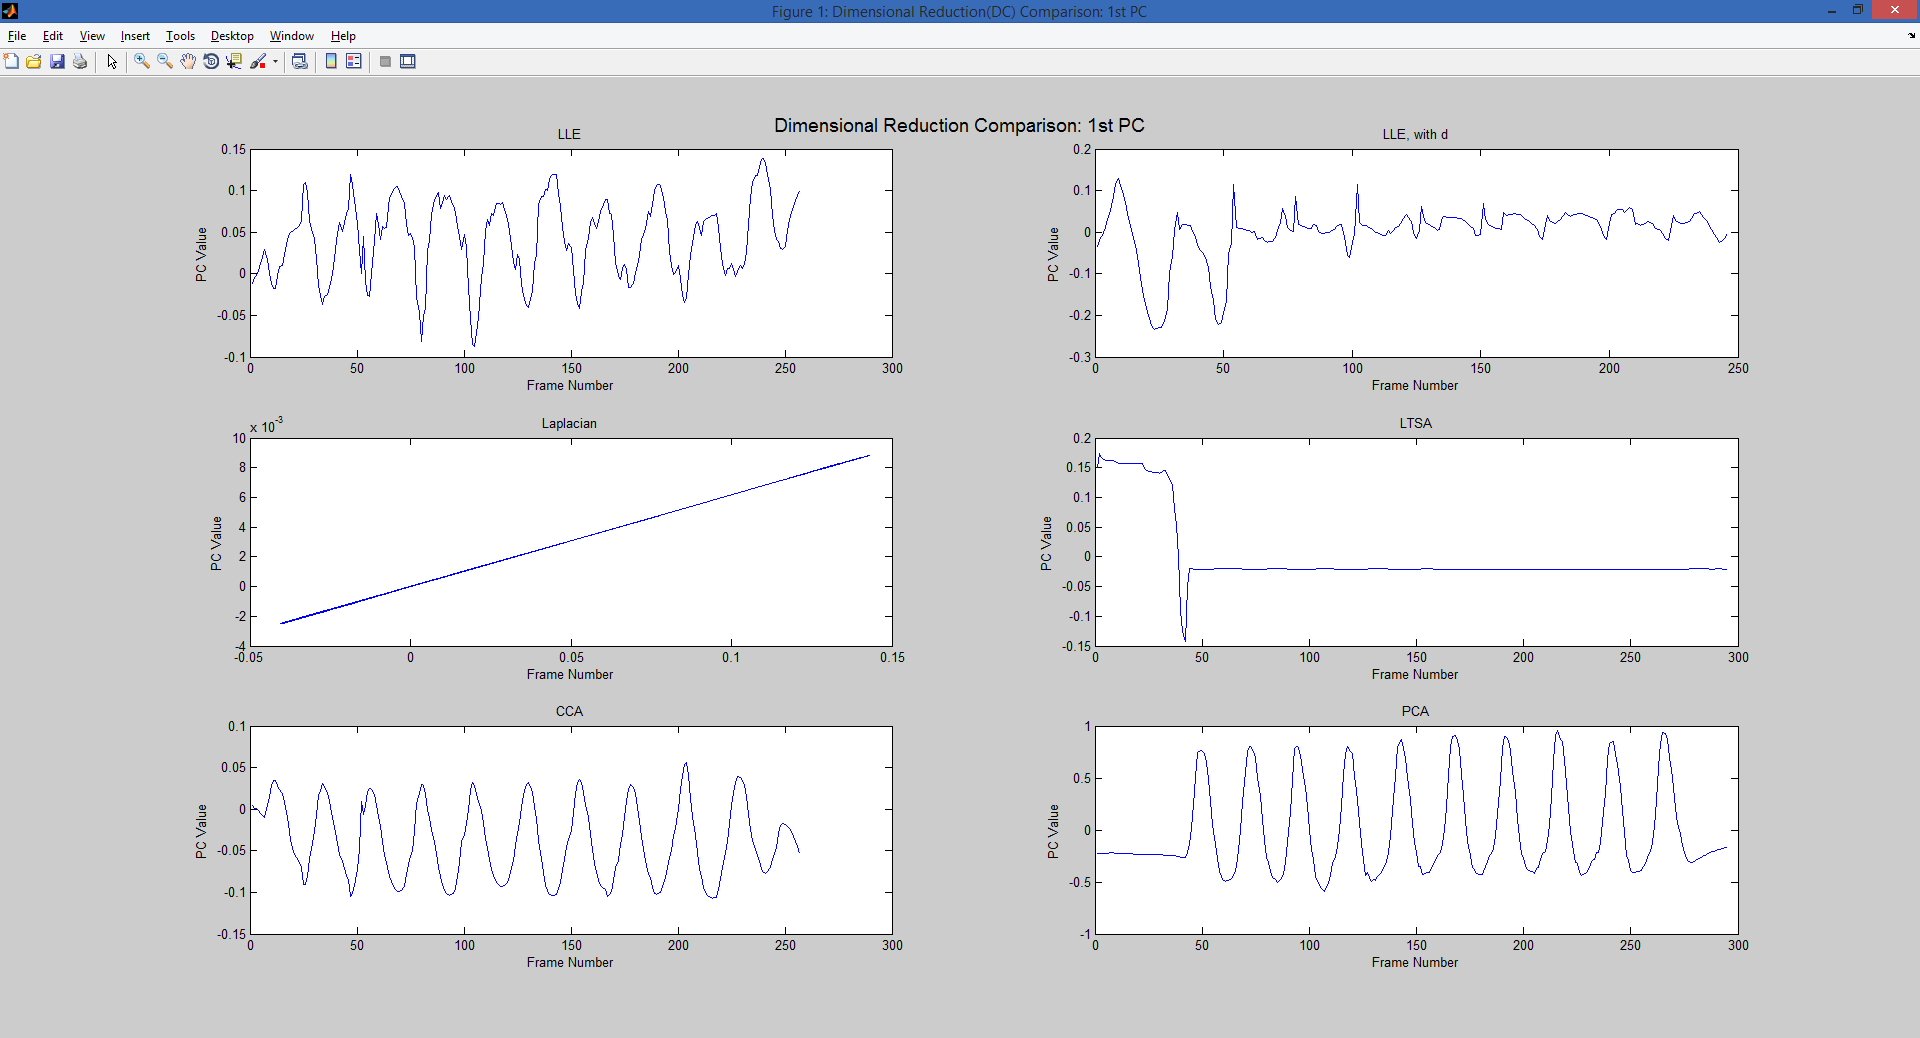 Figure 1: Dimensional Reduction(DC) Comparison: 1st PC
File Edit View Insert Tools Desktop Window Help
Dimensional Reduction Comparison: 1st PC
LLE
0.15
0.1
0.05
0
-0.05
-0.1
PC Value
0 50 100 150 200 250 300
Frame Number
LLE, with d
0.2
0.1
0
-0.1
-0.2
-0.3
PC Value
0 50 100 150 200 250
Frame Number
Laplacian
x 10-3
10
8
6
4
2
0
-2
-4
PC Value
-0.05 0 0.05 0.1 0.15
Frame Number
LTSA
0.2
0.15
0.1
0.05
0
-0.05
-0.1
-0.15
PC Value
0 50 100 150 200 250 300
Frame Number
CCA
0.1
0.05
0
-0.05
-0.1
-0.15
PC Value
0 50 100 150 200 250 300
Frame Number
PCA
1
0.5
0
-0.5
-1
PC Value
0 50 100 150 200 250 300
Frame Number